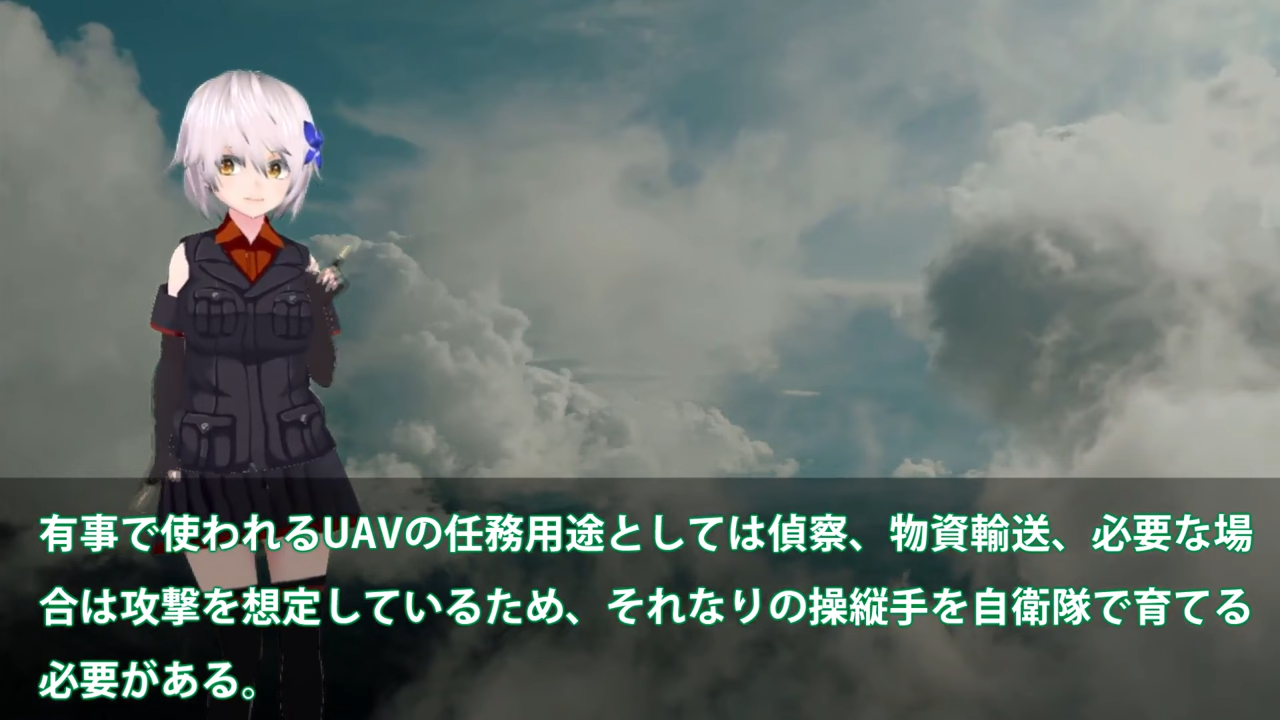 有事で使われるUAVの任務用途としては偵察、物資輸送、必要な場
合は攻撃を想定しているため、それなりの操縦手を自衛隊で育てる
必要がある。